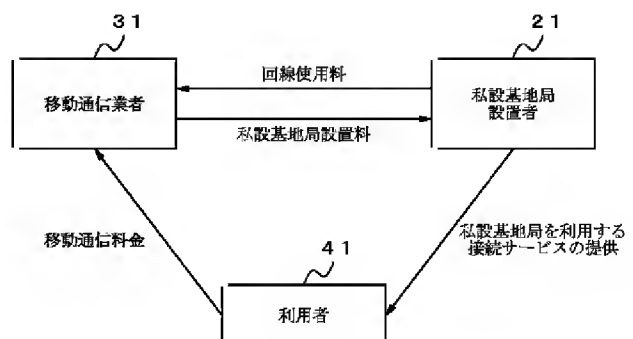 31
21
移動通信業者
回線使用料
私設基地局設置料
私設基地局
設置者
移動通信料金
私設基地局を利用する
接続サービスの提供
41
利用者